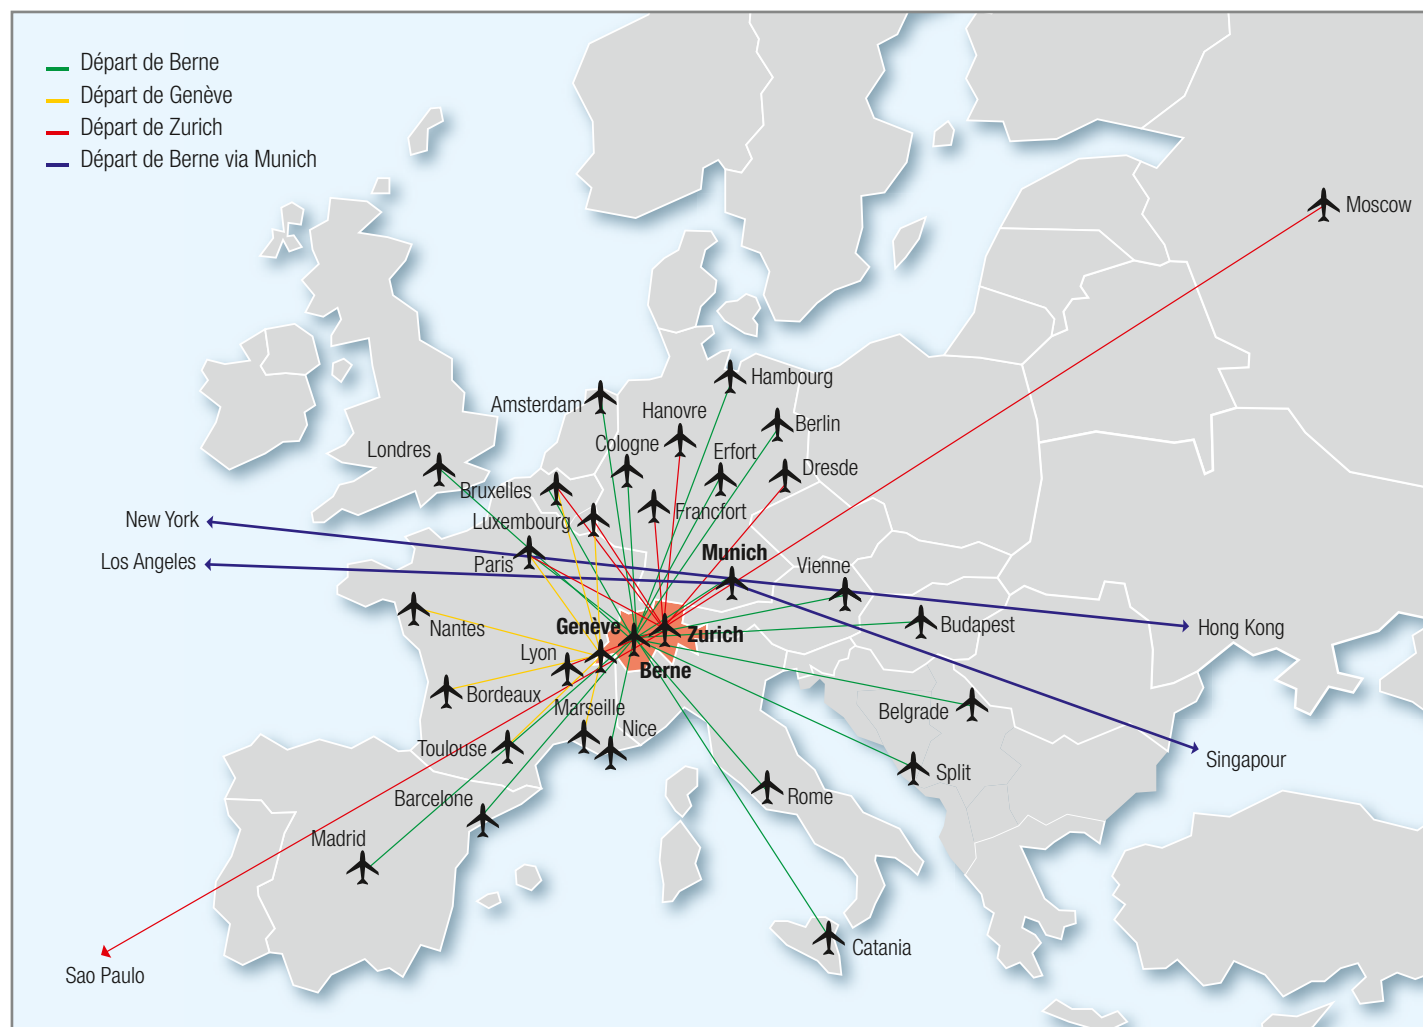 Départ de Berne
Départ de Genève
Départ de Zurich
Départ de Berne via Munich
Moscow
Hambourg
Amsterdam
Hanovre
Berlin
Cologne
Londres
Erfort
Dresde
Bruxelles
Francfort
New York
Luxembourg
Munich
Los Angeles
Paris
Vienne
Nantes
Genève
Zurich
Budapest
Hong Kong
Lyon
Berne
Bordeaux
Marseille
Belgrade
Nice
Toulouse
Singapour
Split
Barcelone
Rome
Madrid
Catania
Sao Paulo